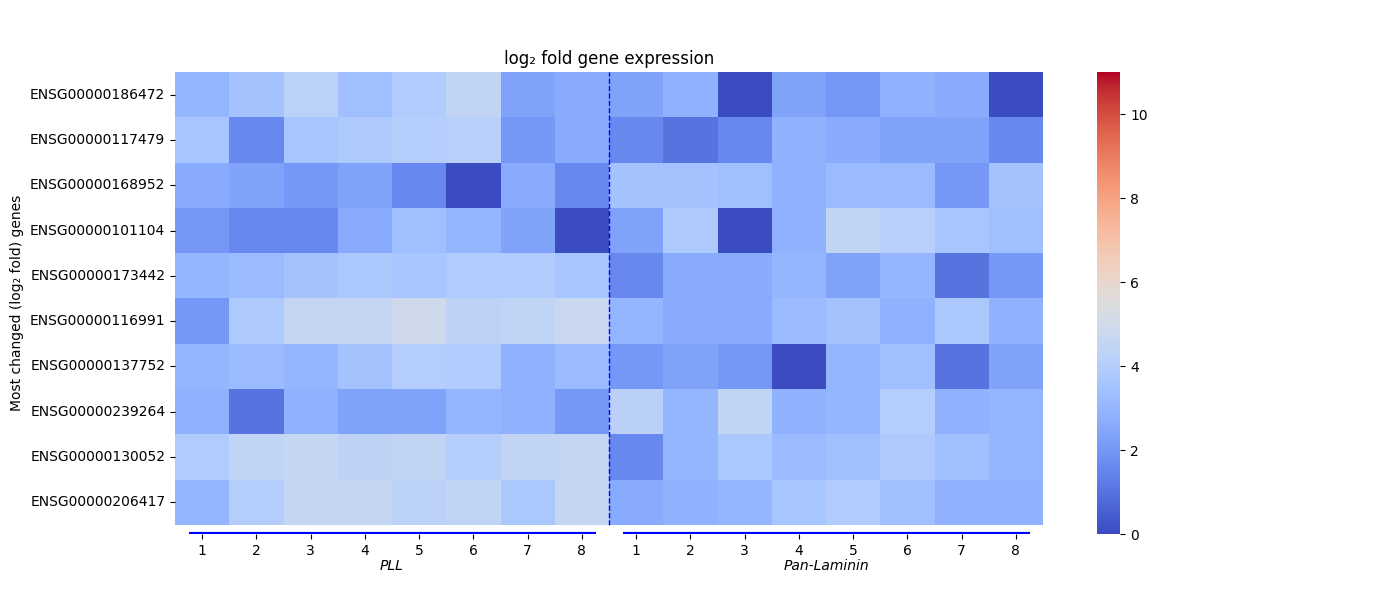 log₂ fold gene expression
Most changed (log₂ fold) genes
ENSG00000186472
ENSG00000117479
ENSG00000168952
ENSG00000101104
ENSG00000173442
ENSG00000116991
ENSG00000137752
ENSG00000239264
ENSG00000130052
ENSG00000206417
1 2 3 4 5 6 7 8 1 2 3 4 5 6 7 8
PLL Pan-Laminin
10
8
6
4
2
0